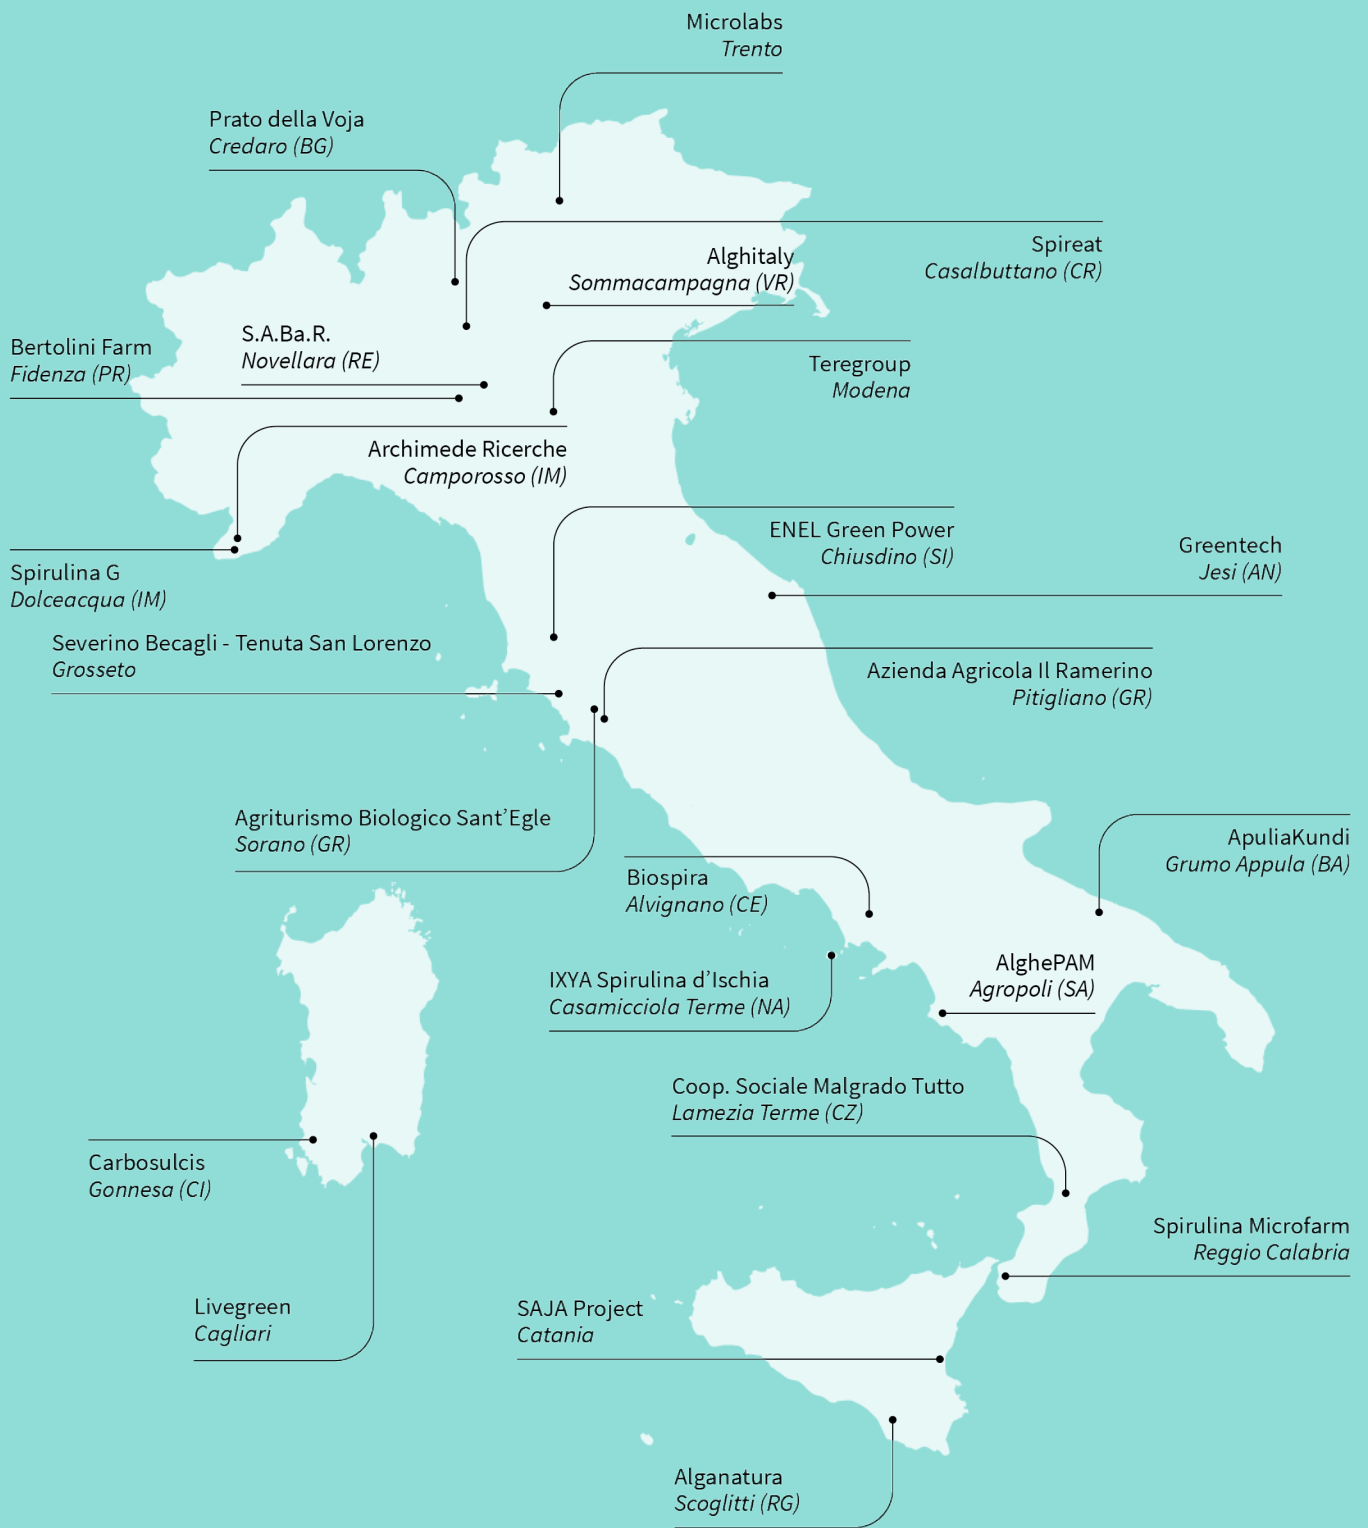 Microlabs
Trento
Prato della Voja
Credaro (BG)
Spireat
Casalbuttano (CR)
Alghitaly
Sommacampagna (VR)
S.A.Ba.R.
Novellara (RE)
Bertolini Farm
Fidenza (PR)
Teregroup
Modena
Archimede Ricerche
Camporosso (IM)
ENEL Green Power
Chiusdino (SI)
Greentech
Jesi (AN)
Spirulina G
Dolceacqua (IM)
Severino Becagli - Tenuta San Lorenzo
Grosseto
Azienda Agricola Il Ramerino
Pitigliano (GR)
Agriturismo Biologico Sant’Egle
Sorano (GR)
ApuliaKundi
Grumo Appula (BA)
Biospira
Alvignano (CE)
AlghePAM
Agropoli (SA)
IXYA Spirulina d’Ischia
Casamicciola Terme (NA)
Coop. Sociale Malgrado Tutto
Lamezia Terme (CZ)
Carbosulcis
Gonnesa (CI)
Spirulina Microfarm
Reggio Calabria
Livegreen
Cagliari
SAJA Project
Catania
Alganatura
Scoglitti (RG)